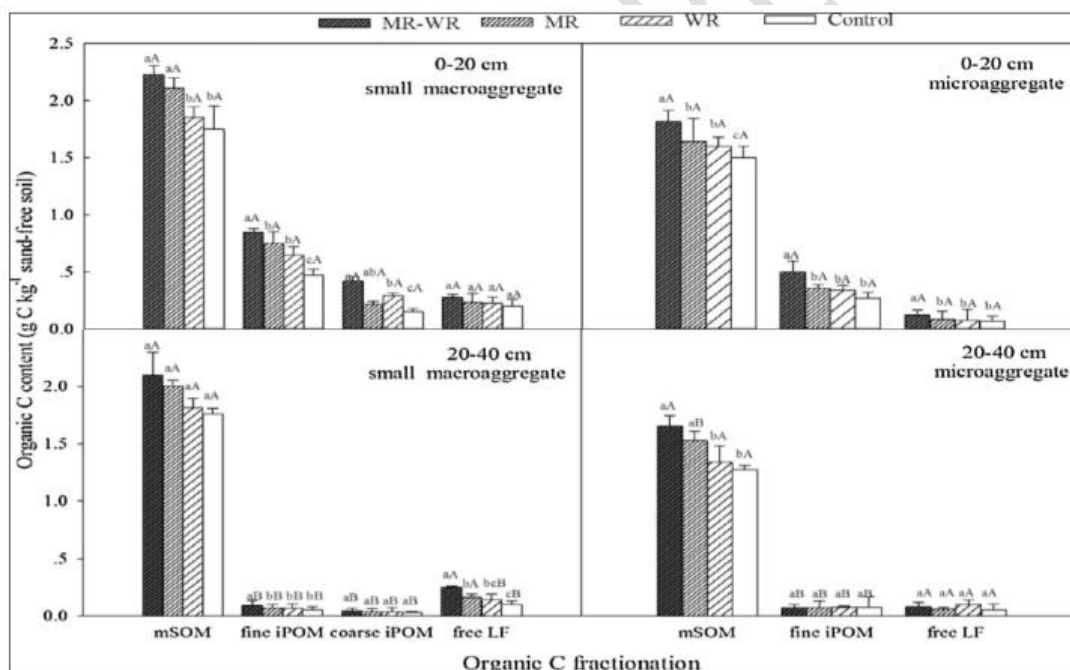 MR-WR MR WR Control
Organic C content (g C kg⁻¹ sand-free soil)
2.5
2.0
1.5
1.0
.5
0.0
0-20 cm
small macroaggregate
aA aA bA bA
aA bA bA cA
aA abA bA cA
aA aA aA aA
0-20 cm
microaggregate
aA bA bA cA
aA bA bA bA
aA bA bA bA
2.0
1.5
1.0
.5
0.0
20-40 cm
small macroaggregate
aA aA aA aA
aB bB bB bB
aB aB aB aB
aA bA bcB cB
20-40 cm
microaggregate
aA aB bA bA
aB aB aB aB
aA aA aA aA
mSOM fine iPOM coarse iPOM free LF mSOM fine iPOM free LF
Organic C fractionation